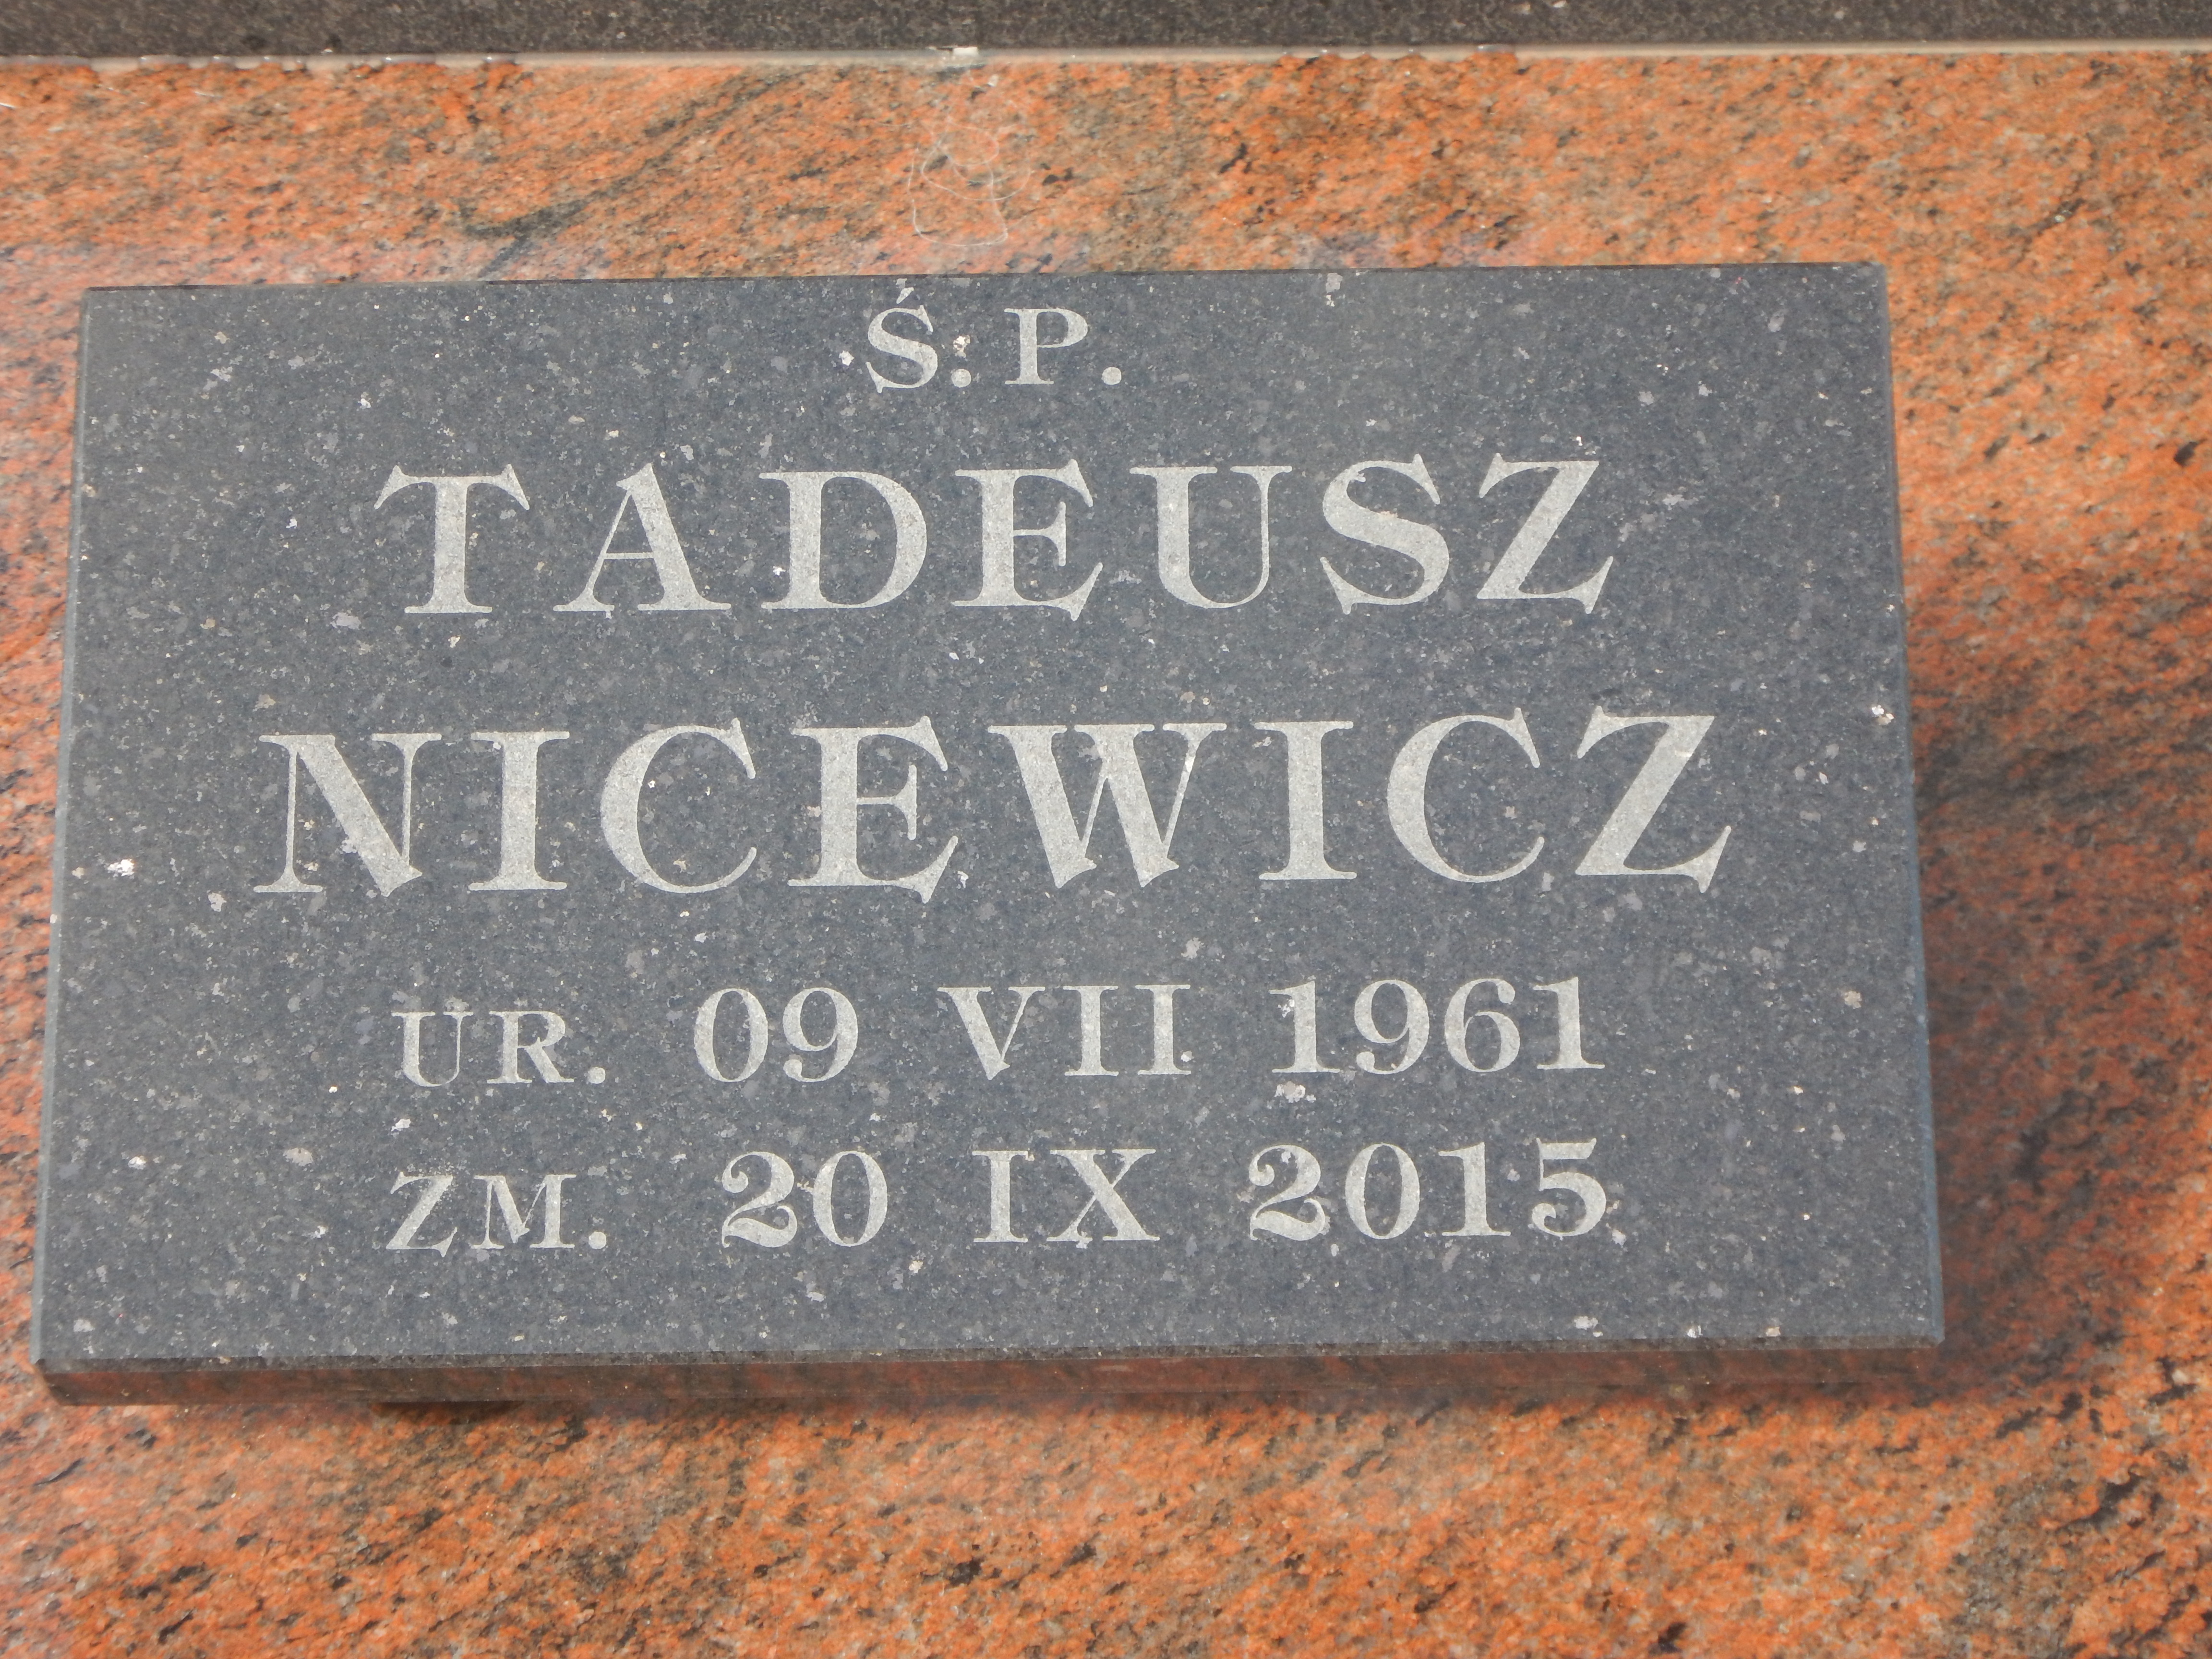 Ś. P.
TADEUSZ
NICEWICZ
UR. 09 VII 1961
ZM. 20 IX 2015